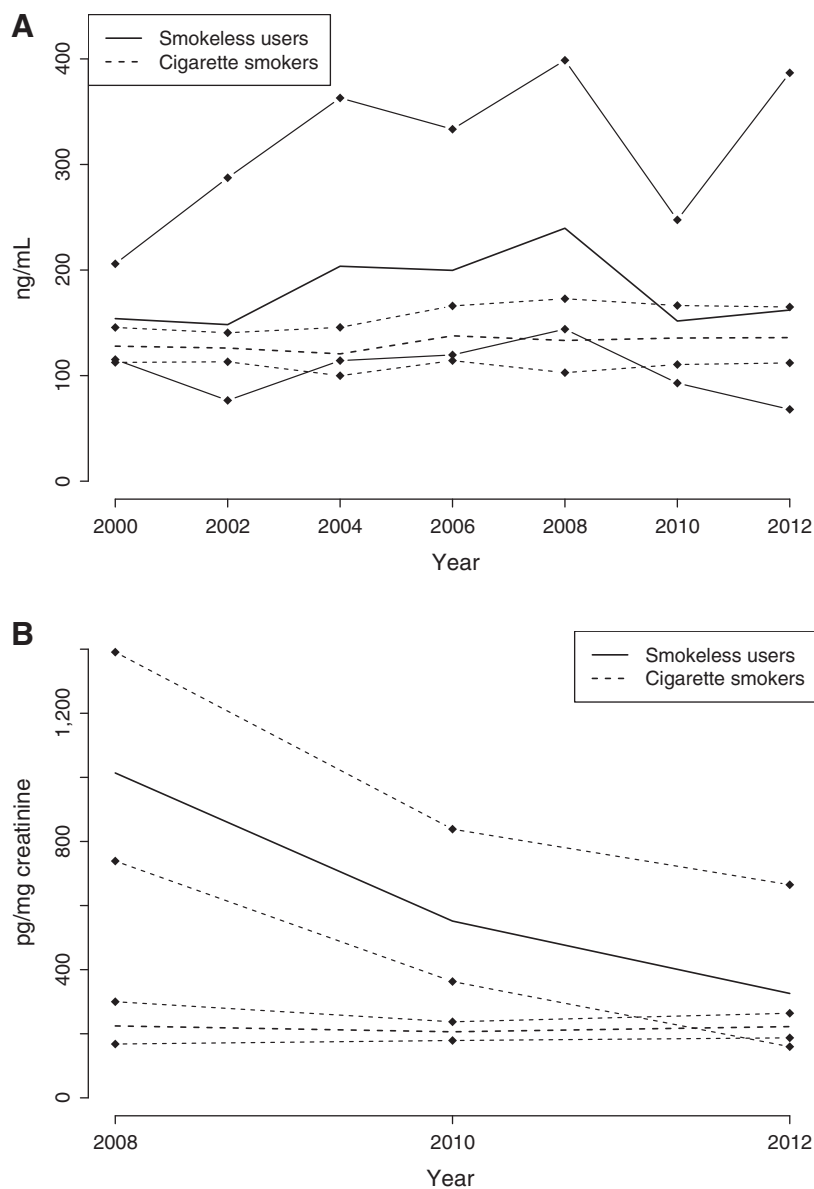 A
Smokeless users
Cigarette smokers
400
300
200
100
0
ng/mL
2000 2002 2004 2006 2008 2010 2012
Year
B
Smokeless users
Cigarette smokers
1,200
800
400
0
pg/mg creatinine
2008 2010 2012
Year